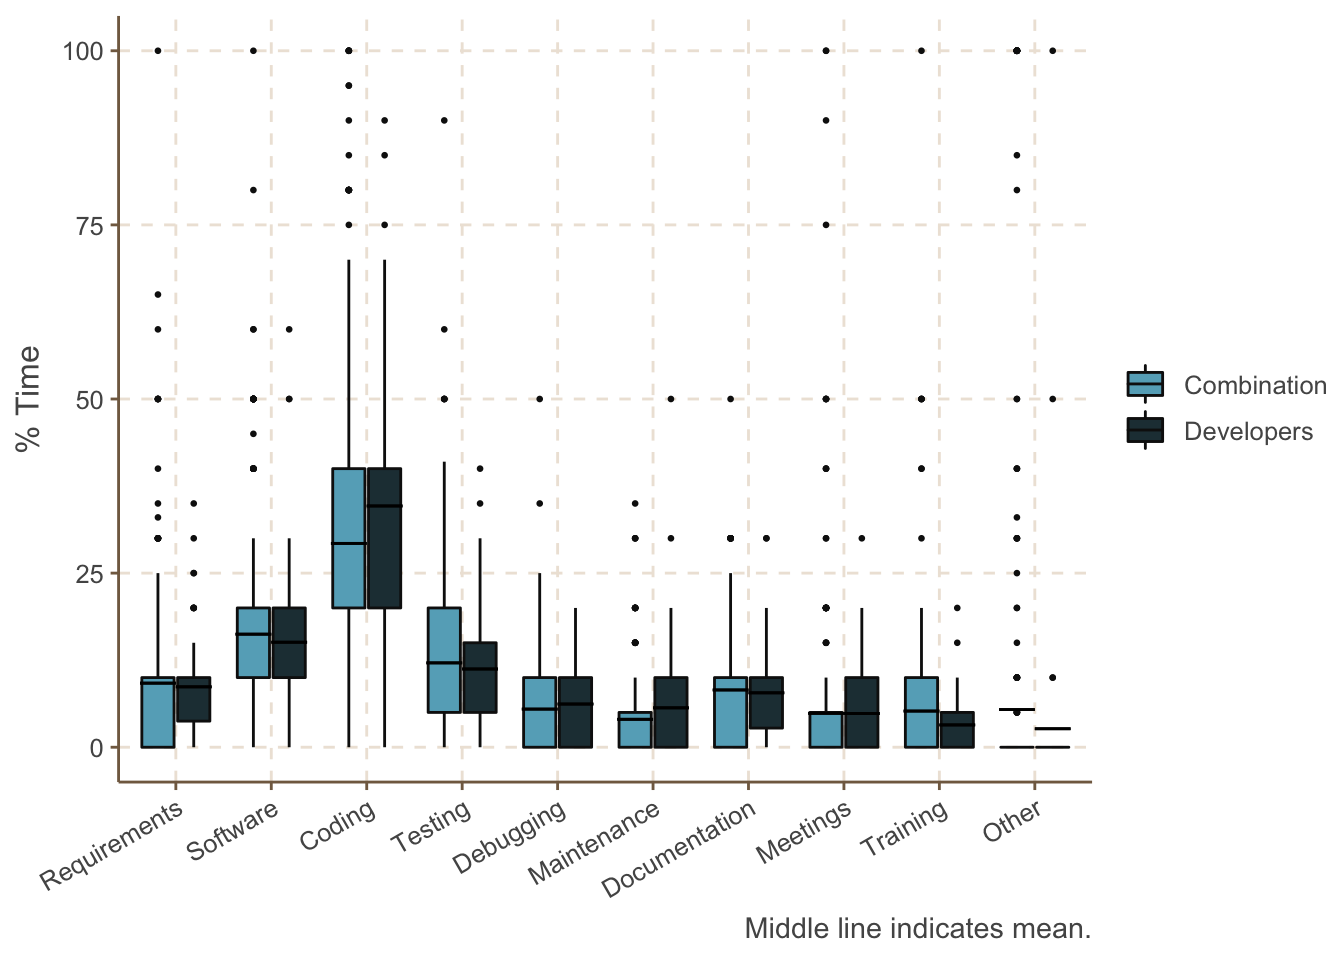 100
75
50
25
0
% Time
Requirements
Software
Coding
Testing
Debugging
Maintenance
Documentation
Meetings
Training
Other
Combination
Developers
Middle line indicates mean.